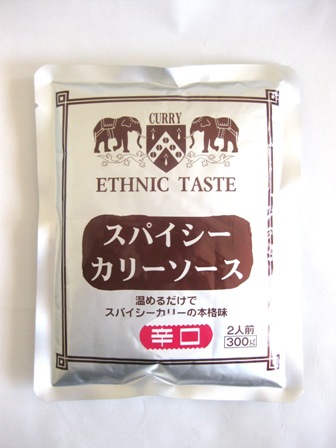 CURRY
ETHNIC TASTE
スパイシー
カリーソース
温めるだけで
スパイシーカリーの本格味
辛口
2人前
300g